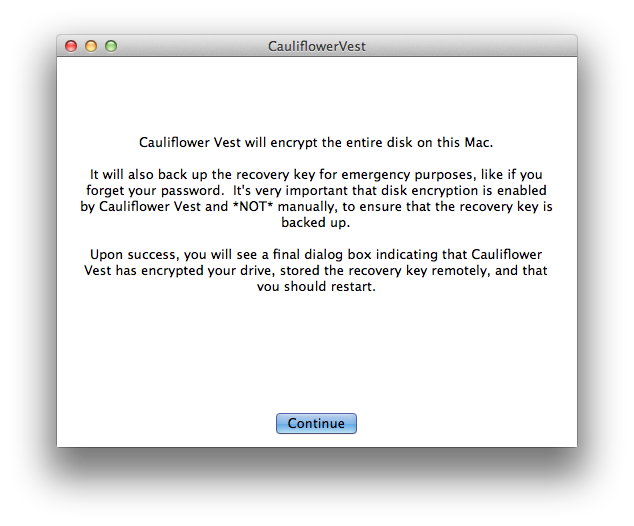 CauliflowerVest
Cauliflower Vest will encrypt the entire disk on this Mac.
It will also back up the recovery key for emergency purposes, like if you
forget your password.  It's very important that disk encryption is enabled
by Cauliflower Vest and *NOT* manually, to ensure that the recovery key is
backed up.
Upon success, you will see a final dialog box indicating that Cauliflower
Vest has encrypted your drive, stored the recovery key remotely, and that
you should restart.
Continue